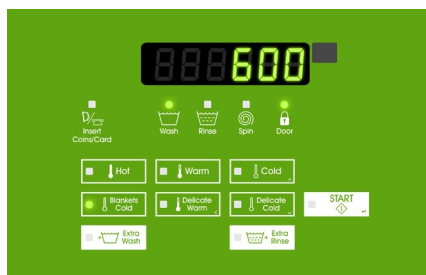 600
Insert
Coins/Card
Wash
Rinse
Spin
Door
Hot
Warm
Cold
Blankets
Cold
Delicate
Warm
Delicate
Cold
START
Extra
Wash
Extra
Rinse